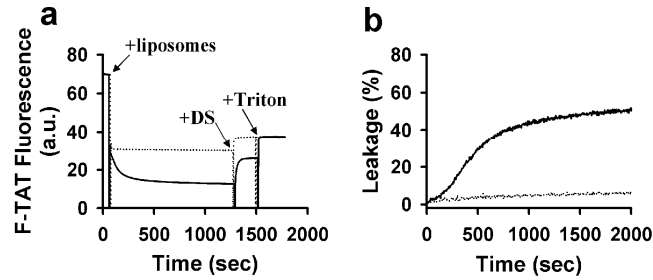 a
F-TAT Fluorescence
(a.u.)
80
60
40
20
0
+liposomes
+DS
+Triton
0 500 1000 1500 2000
Time (sec)
b
Leakage (%)
80
60
40
20
0
0 500 1000 1500 2000
Time (sec)